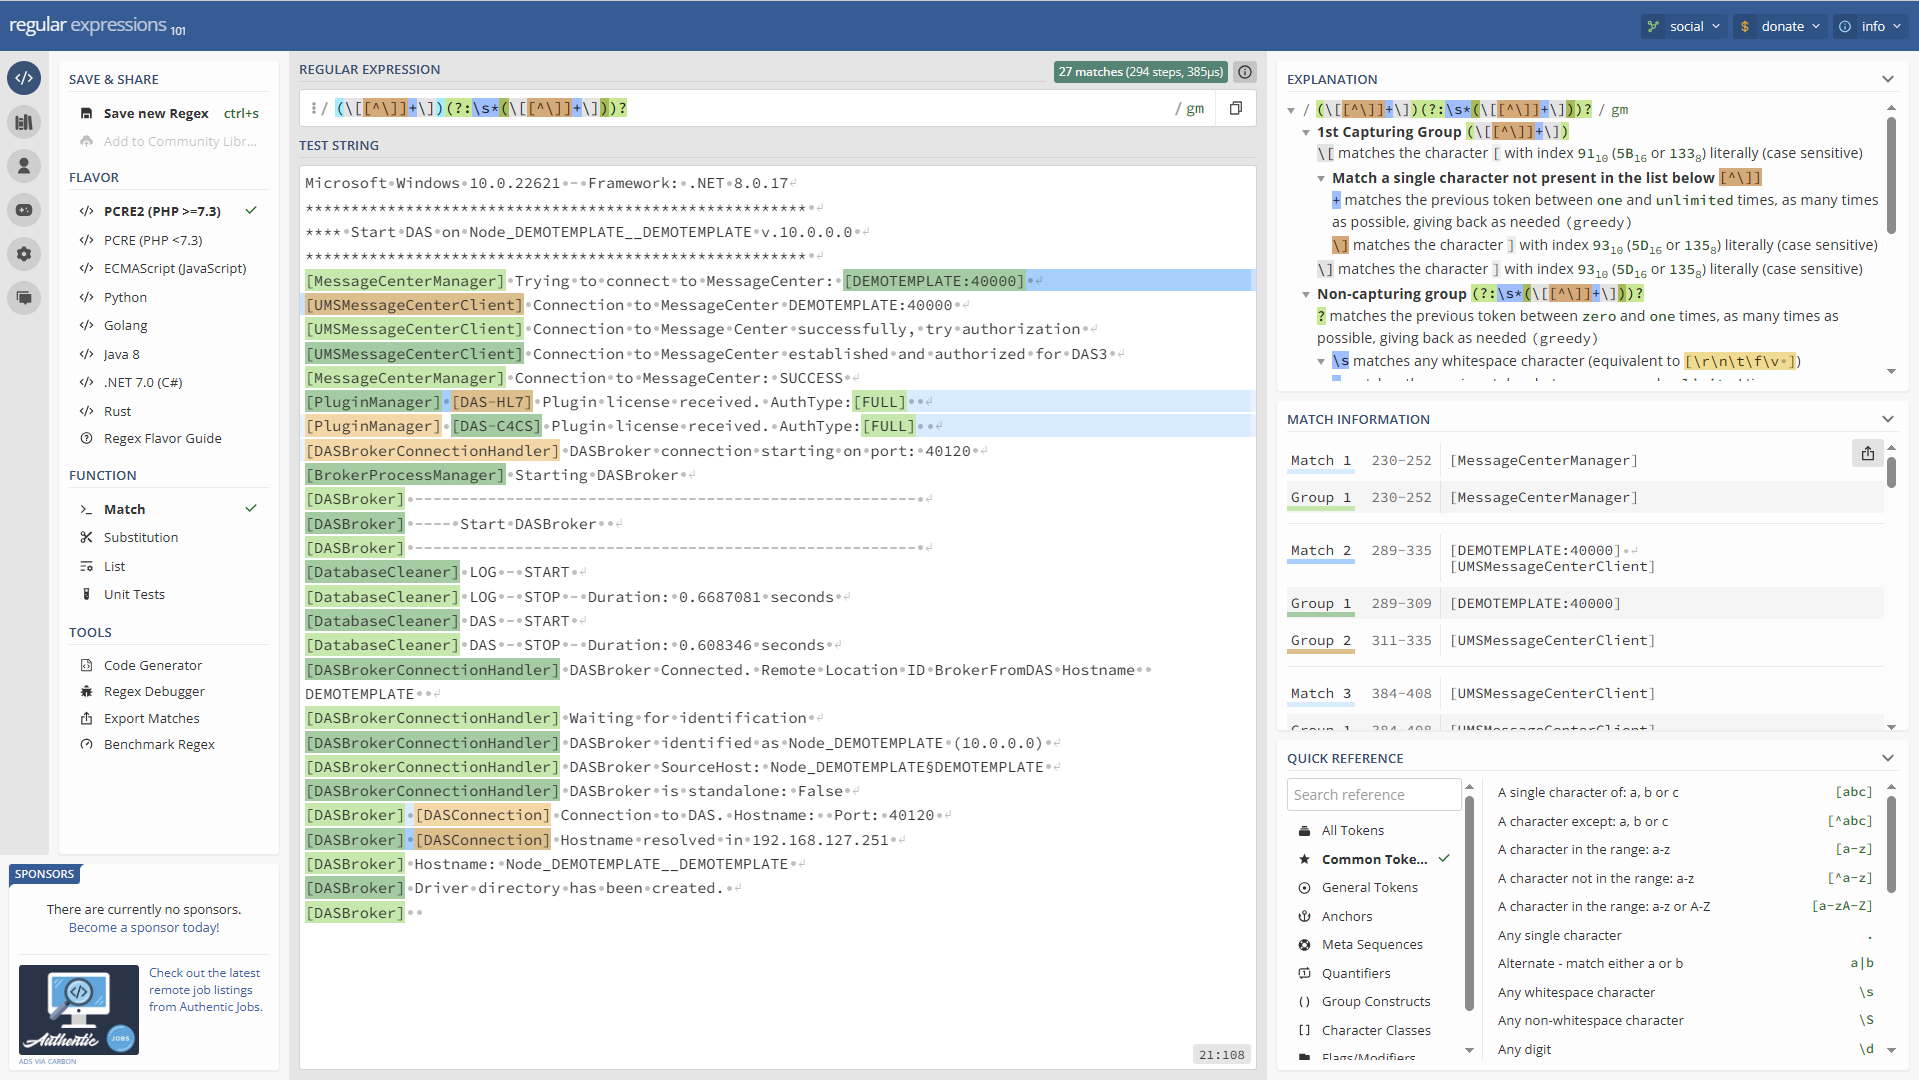 regular expressions 101
social
donate
info
SAVE & SHARE
Save new Regex ctrl+s
Add to Community Libr...
FLAVOR
PCRE2 (PHP >=7.3)
PCRE (PHP <7.3)
ECMAScript (JavaScript)
Python
Golang
Java 8
.NET 7.0 (C#)
Rust
Regex Flavor Guide
FUNCTION
Match
Substitution
List
Unit Tests
TOOLS
Code Generator
Regex Debugger
Export Matches
Benchmark Regex
SPONSORS
There are currently no sponsors.
Become a sponsor today!
Authentic JOBS
Check out the latest
remote job listings
from Authentic Jobs.
ADS VIA CARBON
REGULAR EXPRESSION
27 matches (294 steps, 385µs)
/ (\[[^\]]+\])(?:\s*(\[[^\]]+\]))? / gm
TEST STRING
Microsoft Windows 10.0.22621 - Framework: .NET 8.0.17
*******************************************************
**** Start DAS on Node_DEMOTEMPLATE__DEMOTEMPLATE v.10.0.0.0
*******************************************************
[MessageCenterManager] Trying to connect to MessageCenter: [DEMOTEMPLATE:40000]
[UMSMessageCenterClient] Connection to MessageCenter DEMOTEMPLATE:40000
[UMSMessageCenterClient] Connection to Message Center successfully, try authorization
[UMSMessageCenterClient] Connection to MessageCenter established and authorized for DAS3
[MessageCenterManager] Connection to MessageCenter: SUCCESS
[PluginManager] [DAS-HL7] Plugin license received. AuthType:[FULL]
[PluginManager] [DAS-C4CS] Plugin license received. AuthType:[FULL]
[DASBrokerConnectionHandler] DASBroker connection starting on port: 40120
[BrokerProcessManager] Starting DASBroker
[DASBroker] -------------------------------------------------------
[DASBroker] ----- Start DASBroker
[DASBroker] -------------------------------------------------------
[DatabaseCleaner] LOG - START
[DatabaseCleaner] LOG - STOP - Duration: 0.6687081 seconds
[DatabaseCleaner] DAS - START
[DatabaseCleaner] DAS - STOP - Duration: 0.608346 seconds
[DASBrokerConnectionHandler] DASBroker Connected. Remote Location ID BrokerFromDAS Hostname
DEMOTEMPLATE
[DASBrokerConnectionHandler] Waiting for identification
[DASBrokerConnectionHandler] DASBroker identified as Node_DEMOTEMPLATE (10.0.0.0)
[DASBrokerConnectionHandler] DASBroker SourceHost: Node_DEMOTEMPLATE§DEMOTEMPLATE
[DASBrokerConnectionHandler] DASBroker is standalone: False
[DASBroker] [DASConnection] Connection to DAS. Hostname:  Port: 40120
[DASBroker] [DASConnection] Hostname resolved in 192.168.127.251
[DASBroker] Hostname: Node_DEMOTEMPLATE__DEMOTEMPLATE
[DASBroker] Driver directory has been created.
[DASBroker]
21:108
EXPLANATION
/ (\[[^\]]+\])(?:\s*(\[[^\]]+\]))? / gm
1st Capturing Group (\[[^\]]+\])
\[ matches the character [ with index 91₁₀ (5B₁₆ or 133₈) literally (case sensitive)
Match a single character not present in the list below [^\]]
+ matches the previous token between one and unlimited times, as many times
as possible, giving back as needed (greedy)
\] matches the character ] with index 93₁₀ (5D₁₆ or 135₈) literally (case sensitive)
\] matches the character ] with index 93₁₀ (5D₁₆ or 135₈) literally (case sensitive)
Non-capturing group (?:\s*(\[[^\]]+\]))?
? matches the previous token between zero and one times, as many times as
possible, giving back as needed (greedy)
\s matches any whitespace character (equivalent to [\r\n\t\f\v ])
MATCH INFORMATION
Match 1 230-252 [MessageCenterManager]
Group 1 230-252 [MessageCenterManager]
Match 2 289-335 [DEMOTEMPLATE:40000]
[UMSMessageCenterClient]
Group 1 289-309 [DEMOTEMPLATE:40000]
Group 2 311-335 [UMSMessageCenterClient]
Match 3 384-408 [UMSMessageCenterClient]
Group 1 384-408 [UMSMessageCenterClient]
QUICK REFERENCE
Search reference
All Tokens
Common Toke...
General Tokens
Anchors
Meta Sequences
Quantifiers
Group Constructs
Character Classes
Flags/Modifiers
A single character of: a, b or c [abc]
A character except: a, b or c [^abc]
A character in the range: a-z [a-z]
A character not in the range: a-z [^a-z]
A character in the range: a-z or A-Z [a-zA-Z]
Any single character .
Alternate - match either a or b a|b
Any whitespace character \s
Any non-whitespace character \S
Any digit \d